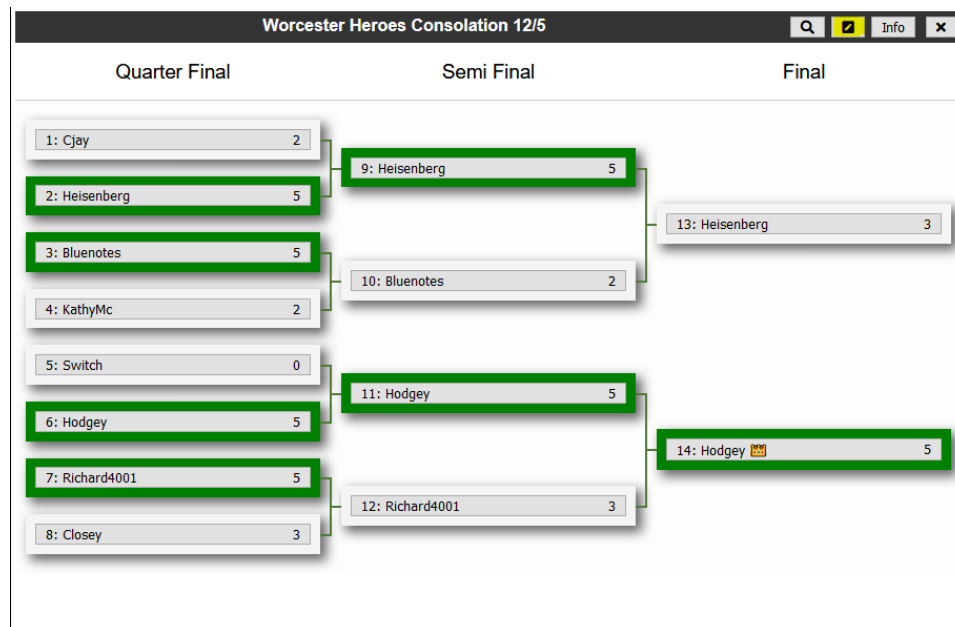 Worcester Heroes Consolation 12/5
Info
Quarter Final
Semi Final
Final
1: Cjay 2
2: Heisenberg 5
3: Bluenotes 5
4: KathyMc 2
5: Switch 0
6: Hodgey 5
7: Richard4001 5
8: Closey 3
9: Heisenberg 5
10: Bluenotes 2
11: Hodgey 5
12: Richard4001 3
13: Heisenberg 3
14: Hodgey 5